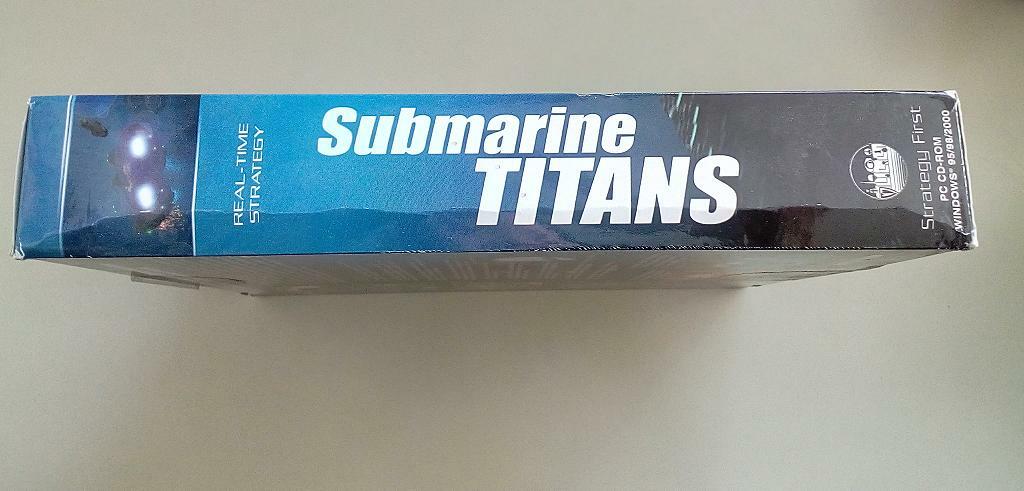 REAL-TIME
STRATEGY
Submarine
TITANS
Strategy First
PC CD-ROM
WINDOWS® 95/98/2000